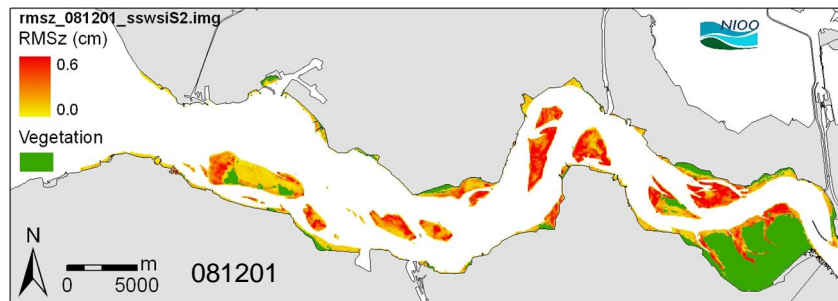 rmsz_081201_sswsiS2.img
RMSz (cm)
0.6
0.0
Vegetation
NIOO
N
m
0 5000
081201